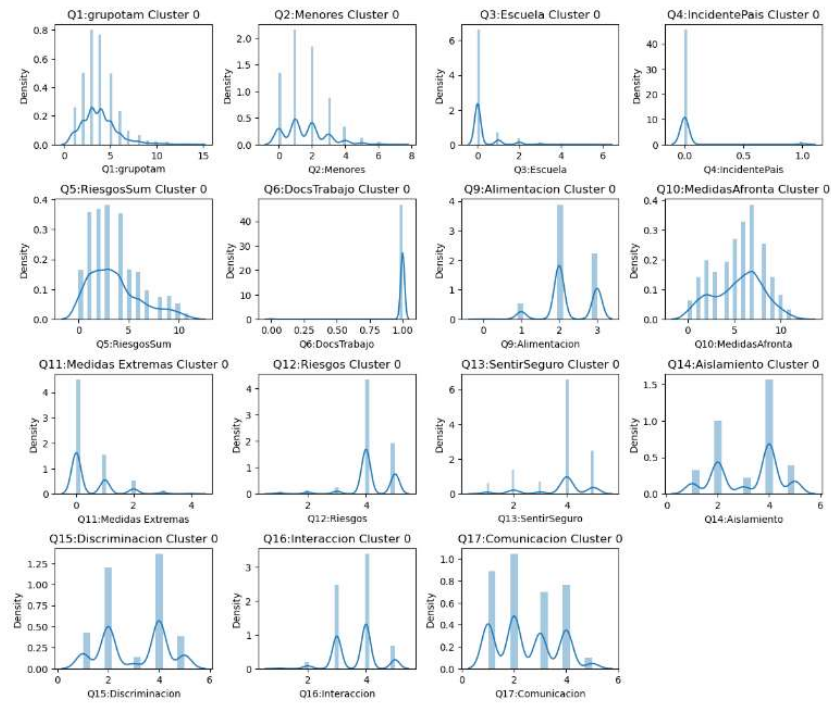 Q1:grupotam Cluster 0
Q2:Menores Cluster 0
Q3:Escuela Cluster 0
Q4:IncidentePais Cluster 0
0.8
0.6
0.4
0.2
0.0
Density
0 5 10 15
Q1:grupotam
2.0
1.5
1.0
0.5
0.0
Density
0 2 4 6 8
Q2:Menores
6
4
2
0
Density
0 2 4 6
Q3:Escuela
40
30
20
10
0
Density
0.0 0.5 1.0
Q4:IncidentePais
Q5:RiesgosSum Cluster 0
Q6:DocsTrabajo Cluster 0
Q9:Alimentacion Cluster 0
Q10:MedidasAfronta Cluster 0
0.4
0.3
0.2
0.1
0.0
Density
0 5 10
Q5:RiesgosSum
40
30
20
10
0
Density
0.00 0.25 0.50 0.75 1.00
Q6:DocsTrabajo
4
3
2
1
0
Density
0 1 2 3
Q9:Alimentacion
0.4
0.3
0.2
0.1
0.0
Density
0 5 10
Q10:MedidasAfronta
Q11:Medidas Extremas Cluster 0
Q12:Riesgos Cluster 0
Q13:SentirSeguro Cluster 0
Q14:Aislamiento Cluster 0
4
3
2
1
0
Density
0 2 4
Q11:Medidas Extremas
4
3
2
1
0
Density
2 4
Q12:Riesgos
6
4
2
0
Density
2 4
Q13:SentirSeguro
1.5
1.0
0.5
0.0
Density
0 2 4 6
Q14:Aislamiento
Q15:Discriminacion Cluster 0
Q16:Interaccion Cluster 0
Q17:Comunicacion Cluster 0
1.25
1.00
0.75
0.50
0.25
0.00
Density
0 2 4 6
Q15:Discriminacion
3
2
1
0
Density
2 4
Q16:Interaccion
1.0
0.8
0.6
0.4
0.2
0.0
Density
0 2 4 6
Q17:Comunicacion